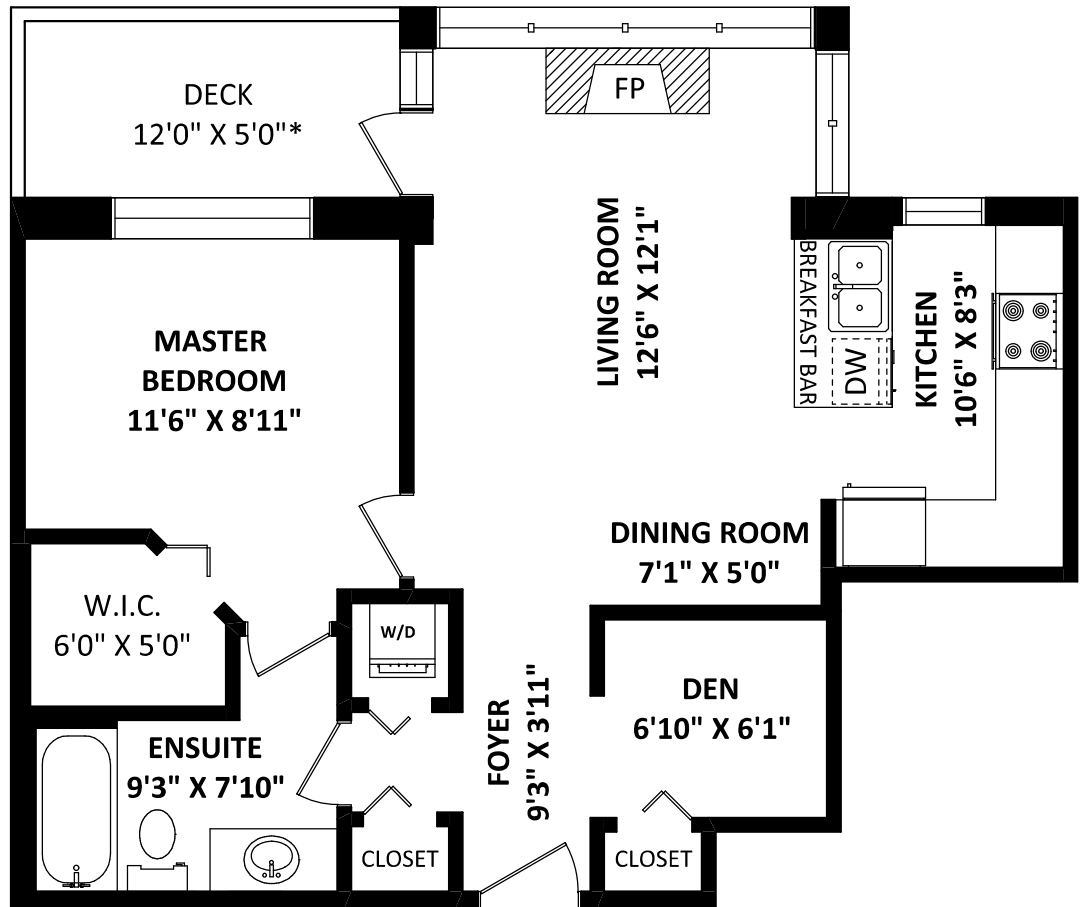 DECK
12'0" X 5'0"*
FP
LIVING ROOM
12'6" X 12'1"
BREAKFAST BAR
DW
KITCHEN
10'6" X 8'3"
MASTER
BEDROOM
11'6" X 8'11"
DINING ROOM
7'1" X 5'0"
W.I.C.
6'0" X 5'0"
W/D
FOYER
9'3" X 3'11"
DEN
6'10" X 6'1"
ENSUITE
9'3" X 7'10"
CLOSET
CLOSET